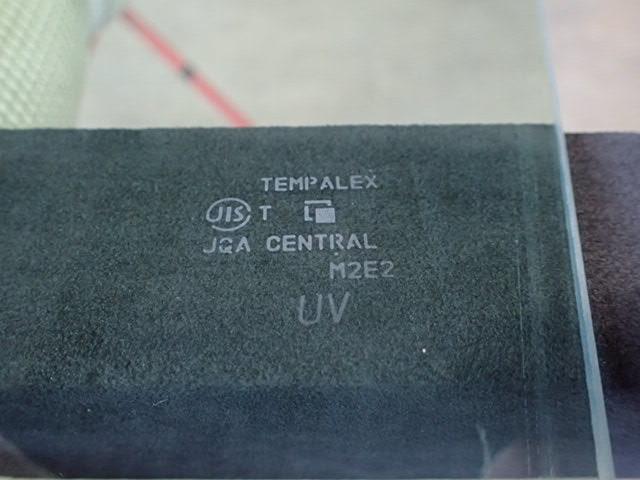 TEMPALEX
JIS T
JQA CENTRAL
M2E2
UV